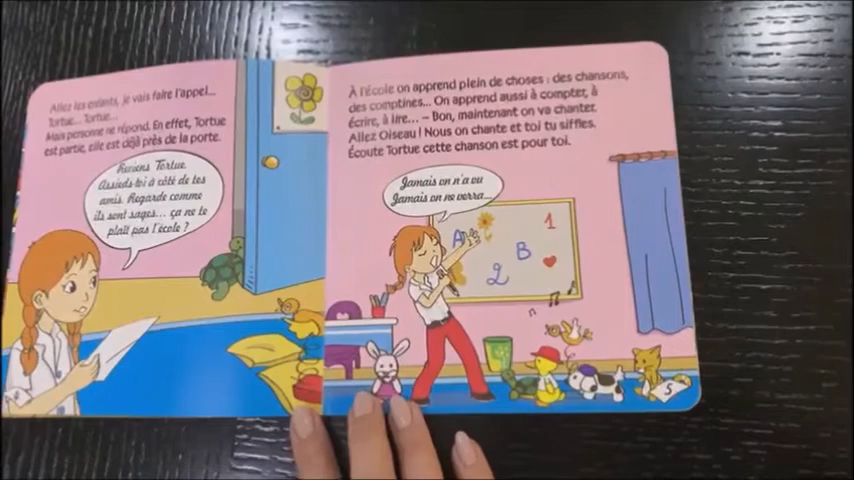 Allez les enfants, je vais faire l'appel...
Tortue... Tortue...
Mais personne ne répond. En effet, Tortue
est partie, elle est déjà près de la porte.
Reviens Tortue
Assieds-toi à côté de tes
amis. Regarde comme
ils sont sages... ça ne te
plaît pas l'école ?
À l'école on apprend plein de choses : des chansons,
des comptines... On apprend aussi à compter, à
écrire, à lire... – Bon, maintenant on va chanter.
Allez Oiseau ! Nous on chante et toi tu siffles.
Écoute Tortue cette chanson est pour toi.
Jamais on n'a vu
Jamais on ne verra...
1
A
B
2
5